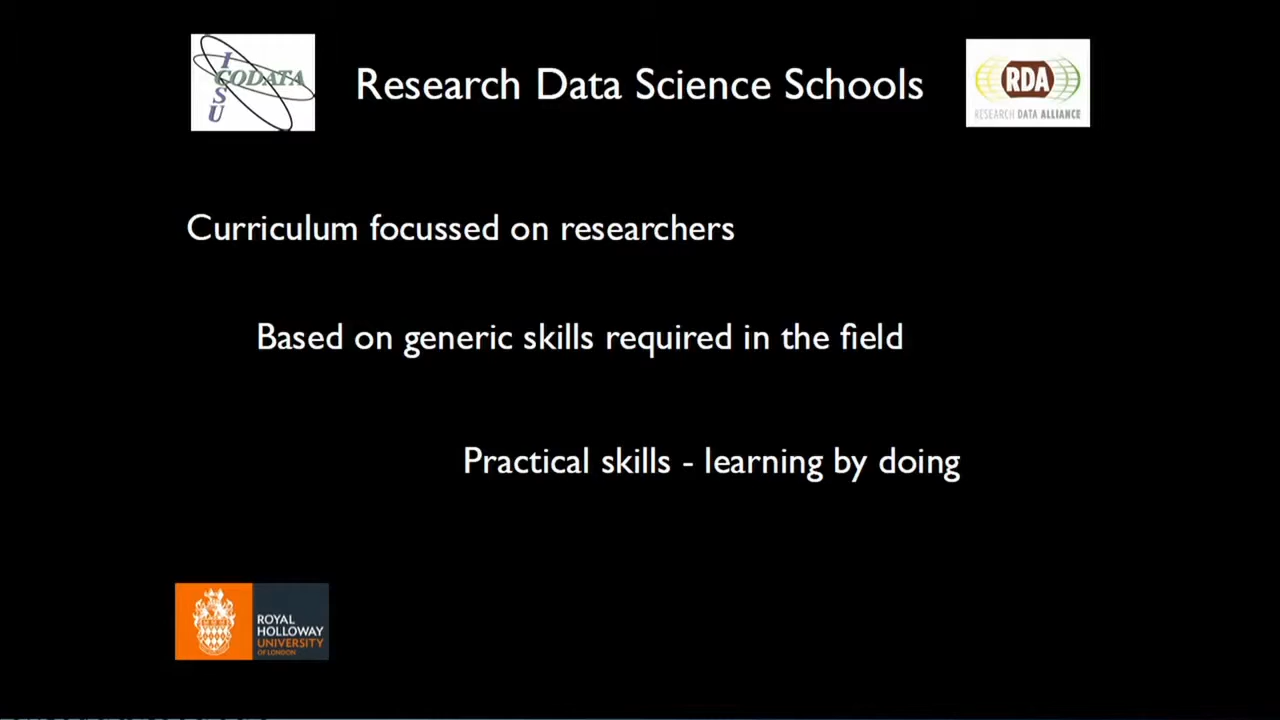 ICSU
CODATA
Research Data Science Schools
RDA
RESEARCH DATA ALLIANCE
Curriculum focussed on researchers
Based on generic skills required in the field
Practical skills - learning by doing
ROYAL
HOLLOWAY
UNIVERSITY
OF LONDON